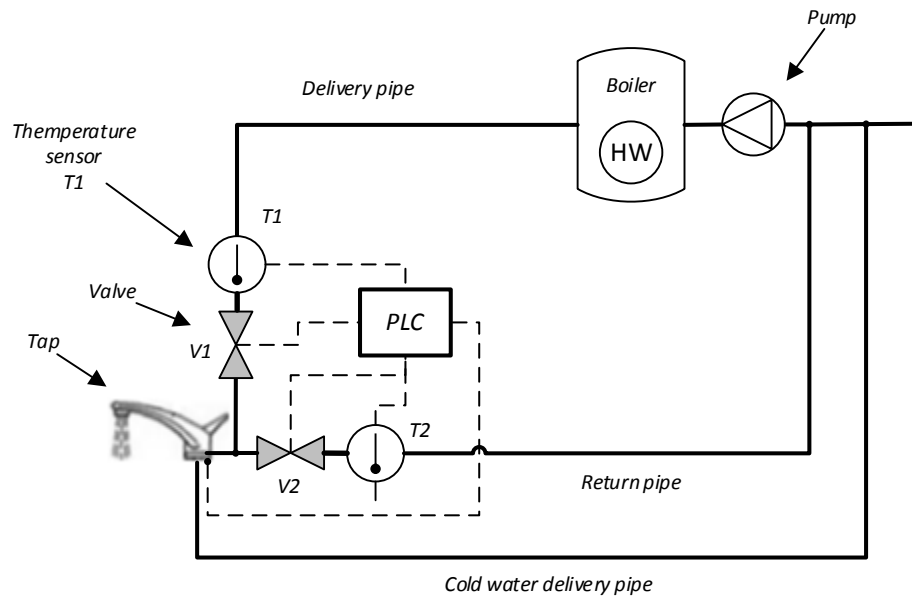 Pump
Delivery pipe
Boiler
HW
Themperature
sensor
T1
T1
Valve
PLC
V1
Tap
T2
V2
Return pipe
Cold water delivery pipe